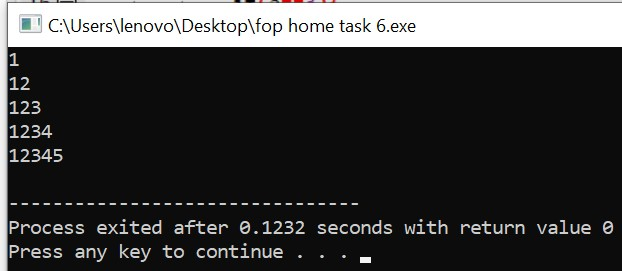 C:\Users\lenovo\Desktop\fop home task 6.exe
1
12
123
1234
12345
--------------------------------
Process exited after 0.1232 seconds with return value 0
Press any key to continue . . .